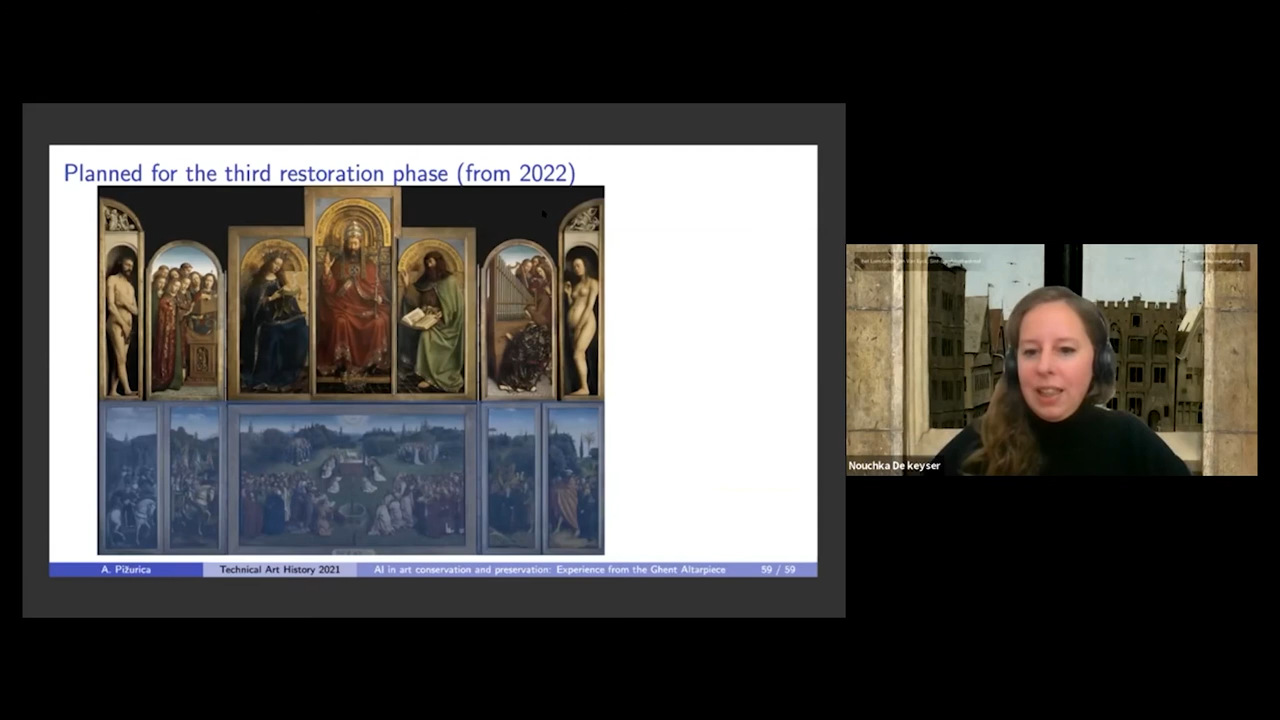 Planned for the third restoration phase (from 2022)
A. Pižurica
Technical Art History 2021
AI in art conservation and preservation: Experience from the Ghent Altarpiece
59 / 59
Nouchka De keyser